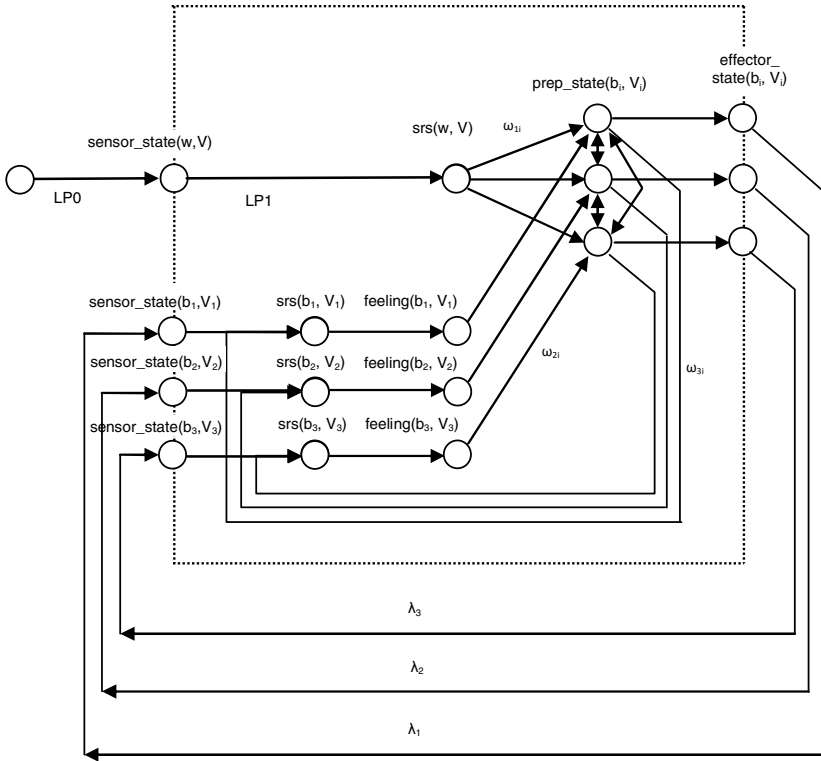 effector_
state(bᵢ, Vᵢ)
prep_state(bᵢ, Vᵢ)
sensor_state(w,V)
srs(w, V)
ω₁ᵢ
LP0
LP1
sensor_state(b₁,V₁)
srs(b₁, V₁)
feeling(b₁, V₁)
sensor_state(b₂,V₂)
srs(b₂, V₂)
feeling(b₂, V₂)
ω₂ᵢ
ω₃ᵢ
sensor_state(b₃,V₃)
srs(b₃, V₃)
feeling(b₃, V₃)
λ₃
λ₂
λ₁